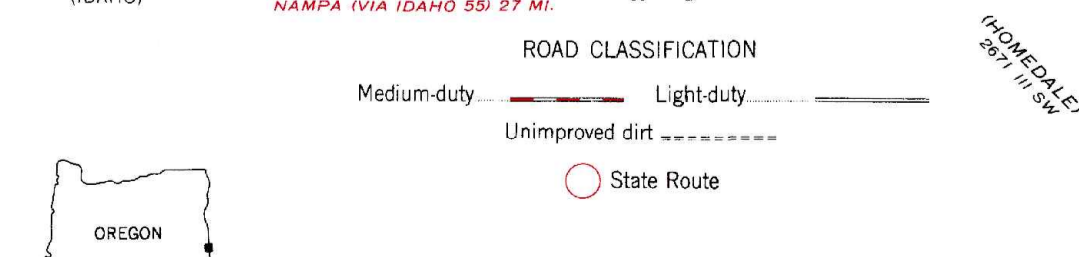 (IDAHO)
NAMPA (VIA IDAHO 55) 27 MI.
ROAD CLASSIFICATION
Medium-duty Light-duty
Unimproved dirt
State Route
OREGON
(HOMEDALE)
2671 III SW